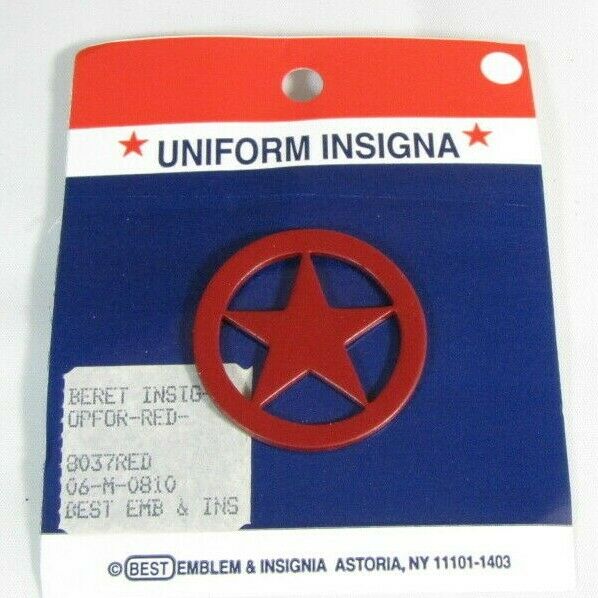 UNIFORM INSIGNA
BERET INSIG-
OPFOR-RED-
8037RED
06-M-0810
BEST EMB & INS
© BEST EMBLEM & INSIGNIA ASTORIA, NY 11101-1403